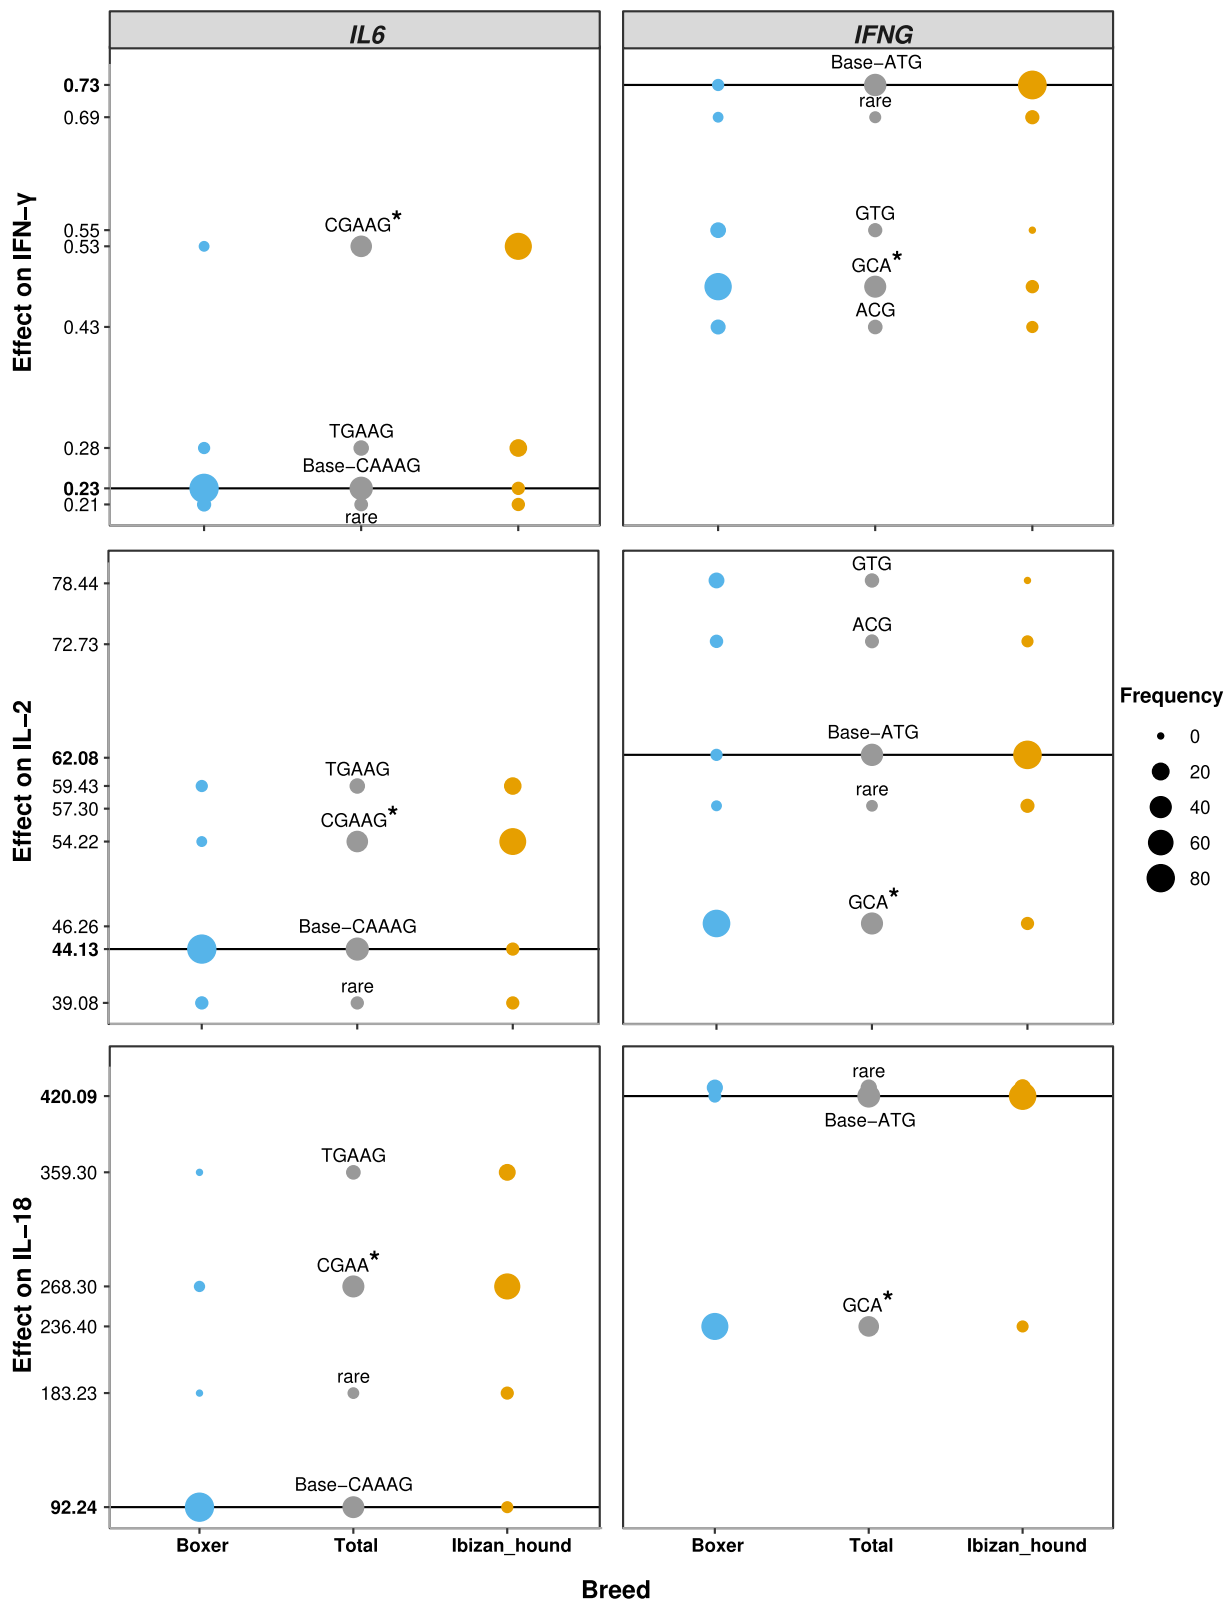 IL6
IFNG
Effect on IFN−γ
0.73
0.69
0.55
0.53
0.43
0.28
0.23
0.21
CGAAG*
TGAAG
Base−CAAAG
rare
Base−ATG
rare
GTG
GCA*
ACG
Effect on IL−2
78.44
72.73
62.08
59.43
57.30
54.22
46.26
44.13
39.08
TGAAG
CGAAG*
Base−CAAAG
rare
GTG
ACG
Base−ATG
rare
GCA*
Frequency
0
20
40
60
80
Effect on IL−18
420.09
359.30
268.30
236.40
183.23
92.24
TGAAG
CGAA*
rare
Base−CAAAG
rare
Base−ATG
GCA*
Boxer Total Ibizan_hound
Boxer Total Ibizan_hound
Breed